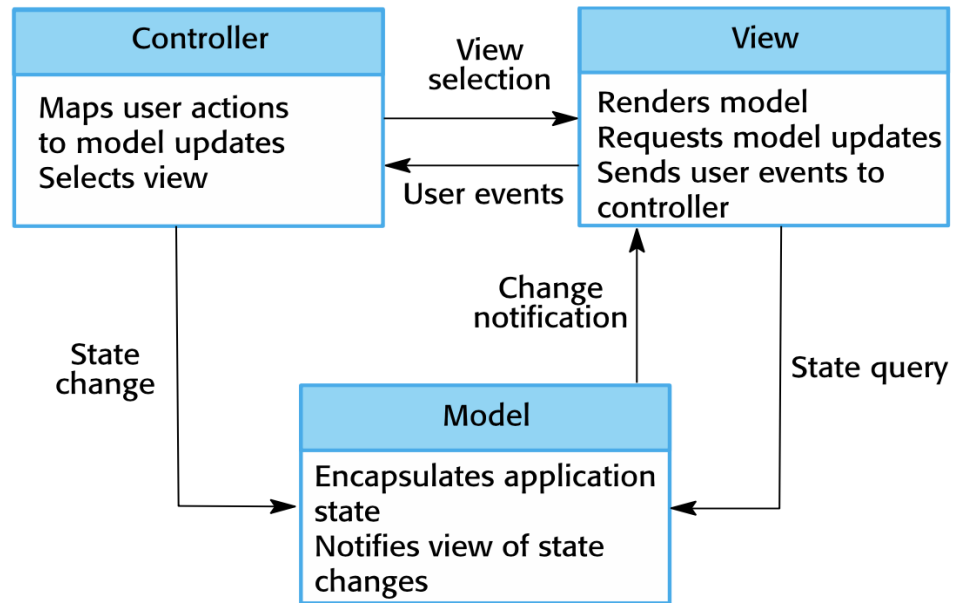 Controller
Maps user actions
to model updates
Selects view
View
selection
User events
View
Renders model
Requests model updates
Sends user events to
controller
State
change
Change
notification
State query
Model
Encapsulates application
state
Notifies view of state
changes